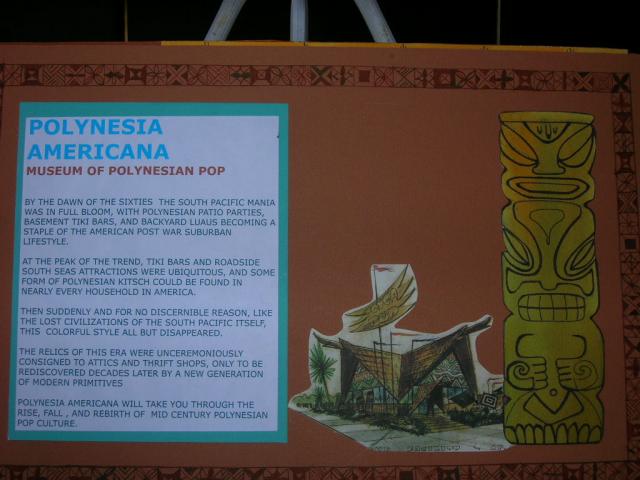 POLYNESIA
AMERICANA
MUSEUM OF POLYNESIAN POP
BY THE DAWN OF THE SIXTIES THE SOUTH PACIFIC MANIA
WAS IN FULL BLOOM, WITH POLYNESIAN PATIO PARTIES,
BASEMENT TIKI BARS, AND BACKYARD LUAUS BECOMING A
STAPLE OF THE AMERICAN POST WAR SUBURBAN
LIFESTYLE.
AT THE PEAK OF THE TREND, TIKI BARS AND ROADSIDE
SOUTH SEAS ATTRACTIONS WERE UBIQUITOUS, AND SOME
FORM OF POLYNESIAN KITSCH COULD BE FOUND IN
NEARLY EVERY HOUSEHOLD IN AMERICA.
THEN SUDDENLY AND FOR NO DISCERNIBLE REASON, LIKE
THE LOST CIVILIZATIONS OF THE SOUTH PACIFIC ITSELF,
THIS COLORFUL STYLE ALL BUT DISAPPEARED.
THE RELICS OF THIS ERA WERE UNCEREMONIOUSLY
CONSIGNED TO ATTICS AND THRIFT SHOPS, ONLY TO BE
REDISCOVERED DECADES LATER BY A NEW GENERATION
OF MODERN PRIMITIVES
POLYNESIA AMERICANA WILL TAKE YOU THROUGH THE
RISE, FALL , AND REBIRTH OF MID CENTURY POLYNESIAN
POP CULTURE.